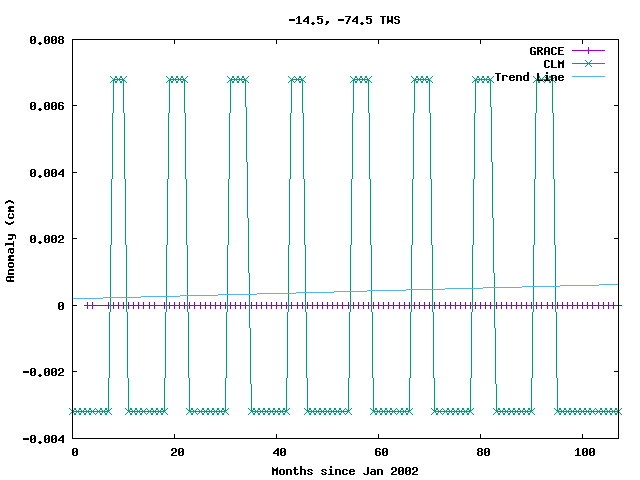 -14.5, -74.5 TWS
0.008
0.006
0.004
0.002
0
-0.002
-0.004
Anomaly (cm)
GRACE
CLM
Trend Line
0 20 40 60 80 100
Months since Jan 2002